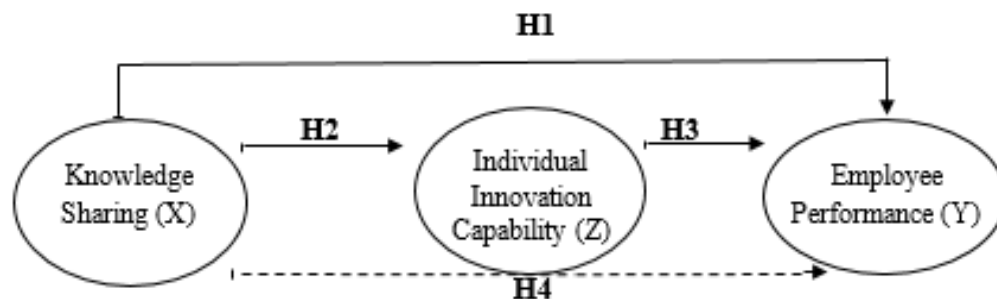 H1
H2
H3
Knowledge
Sharing (X)
Individual
Innovation
Capability (Z)
Employee
Performance (Y)
H4